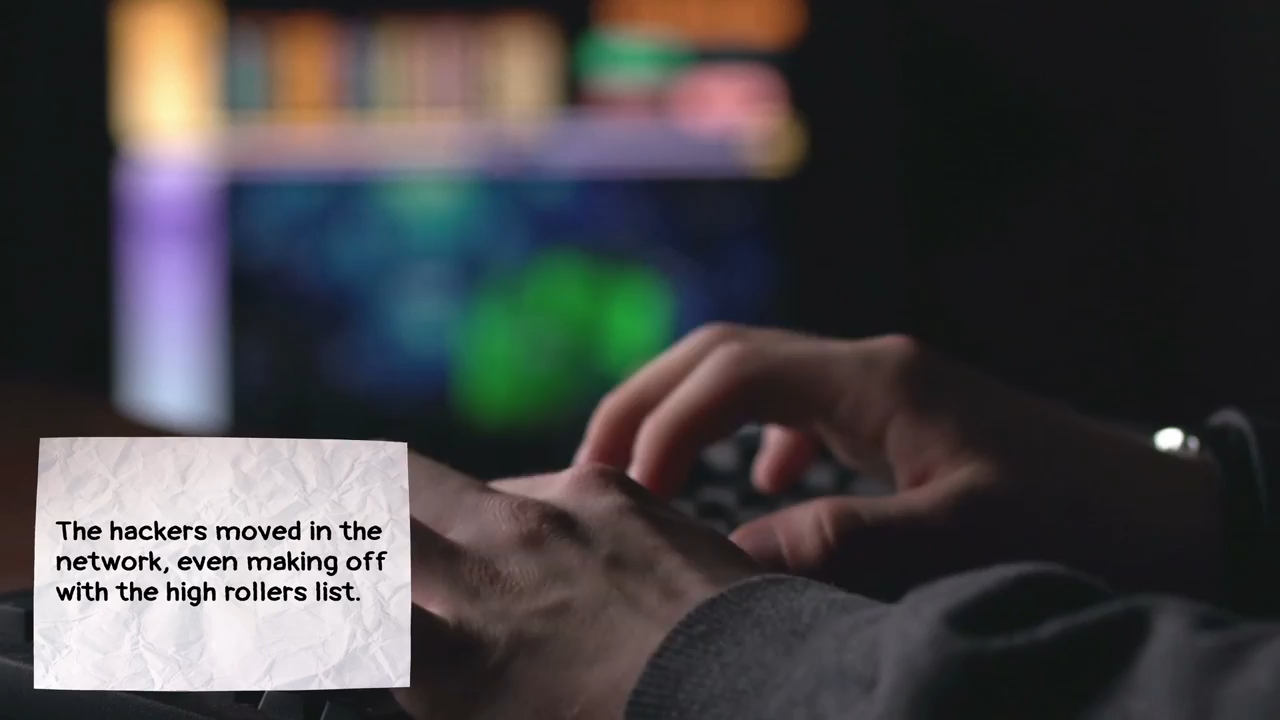 The hackers moved in the
network, even making off
with the high rollers list.